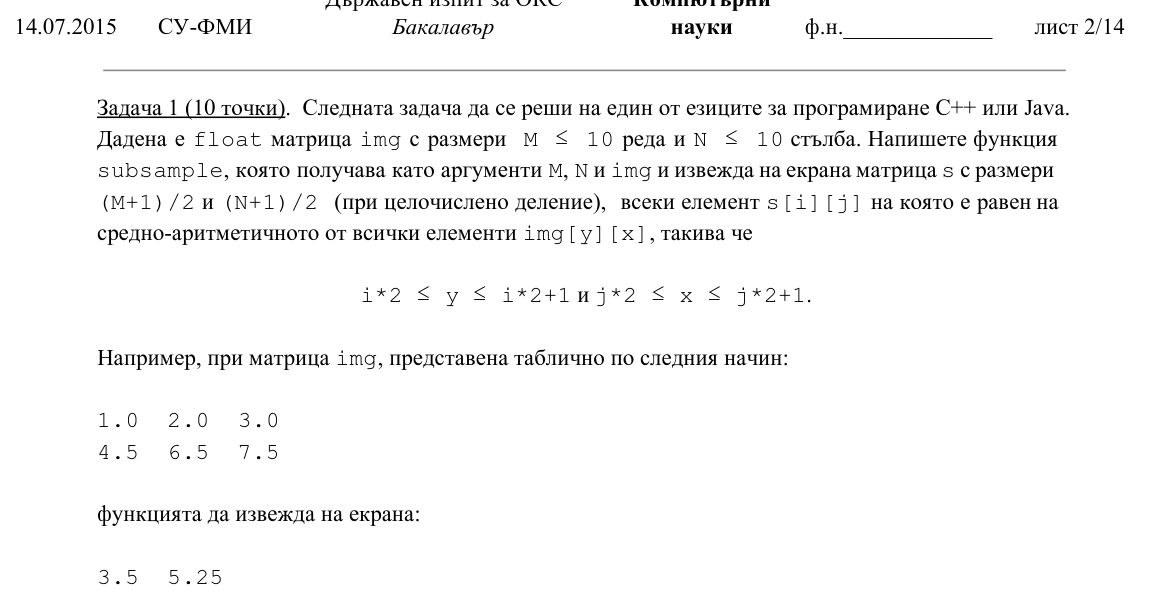 Държавен изпит за ОКС Компютърни
14.07.2015 СУ-ФМИ Бакалавър науки ф.н._____________ лист 2/14
Задача 1 (10 точки). Следната задача да се реши на един от езиците за програмиране C++ или Java.
Дадена е float матрица img с размери M ≤ 10 реда и N ≤ 10 стълба. Напишете функция
subsample, която получава като аргументи M, N и img и извежда на екрана матрица s с размери
(M+1)/2 и (N+1)/2 (при целочислено деление), всеки елемент s[i][j] на която е равен на
средно-аритметичното от всички елементи img[y][x], такива че
i*2 ≤ y ≤ i*2+1 и j*2 ≤ x ≤ j*2+1.
Например, при матрица img, представена таблично по следния начин:
1.0 2.0 3.0
4.5 6.5 7.5
функцията да извежда на екрана:
3.5 5.25